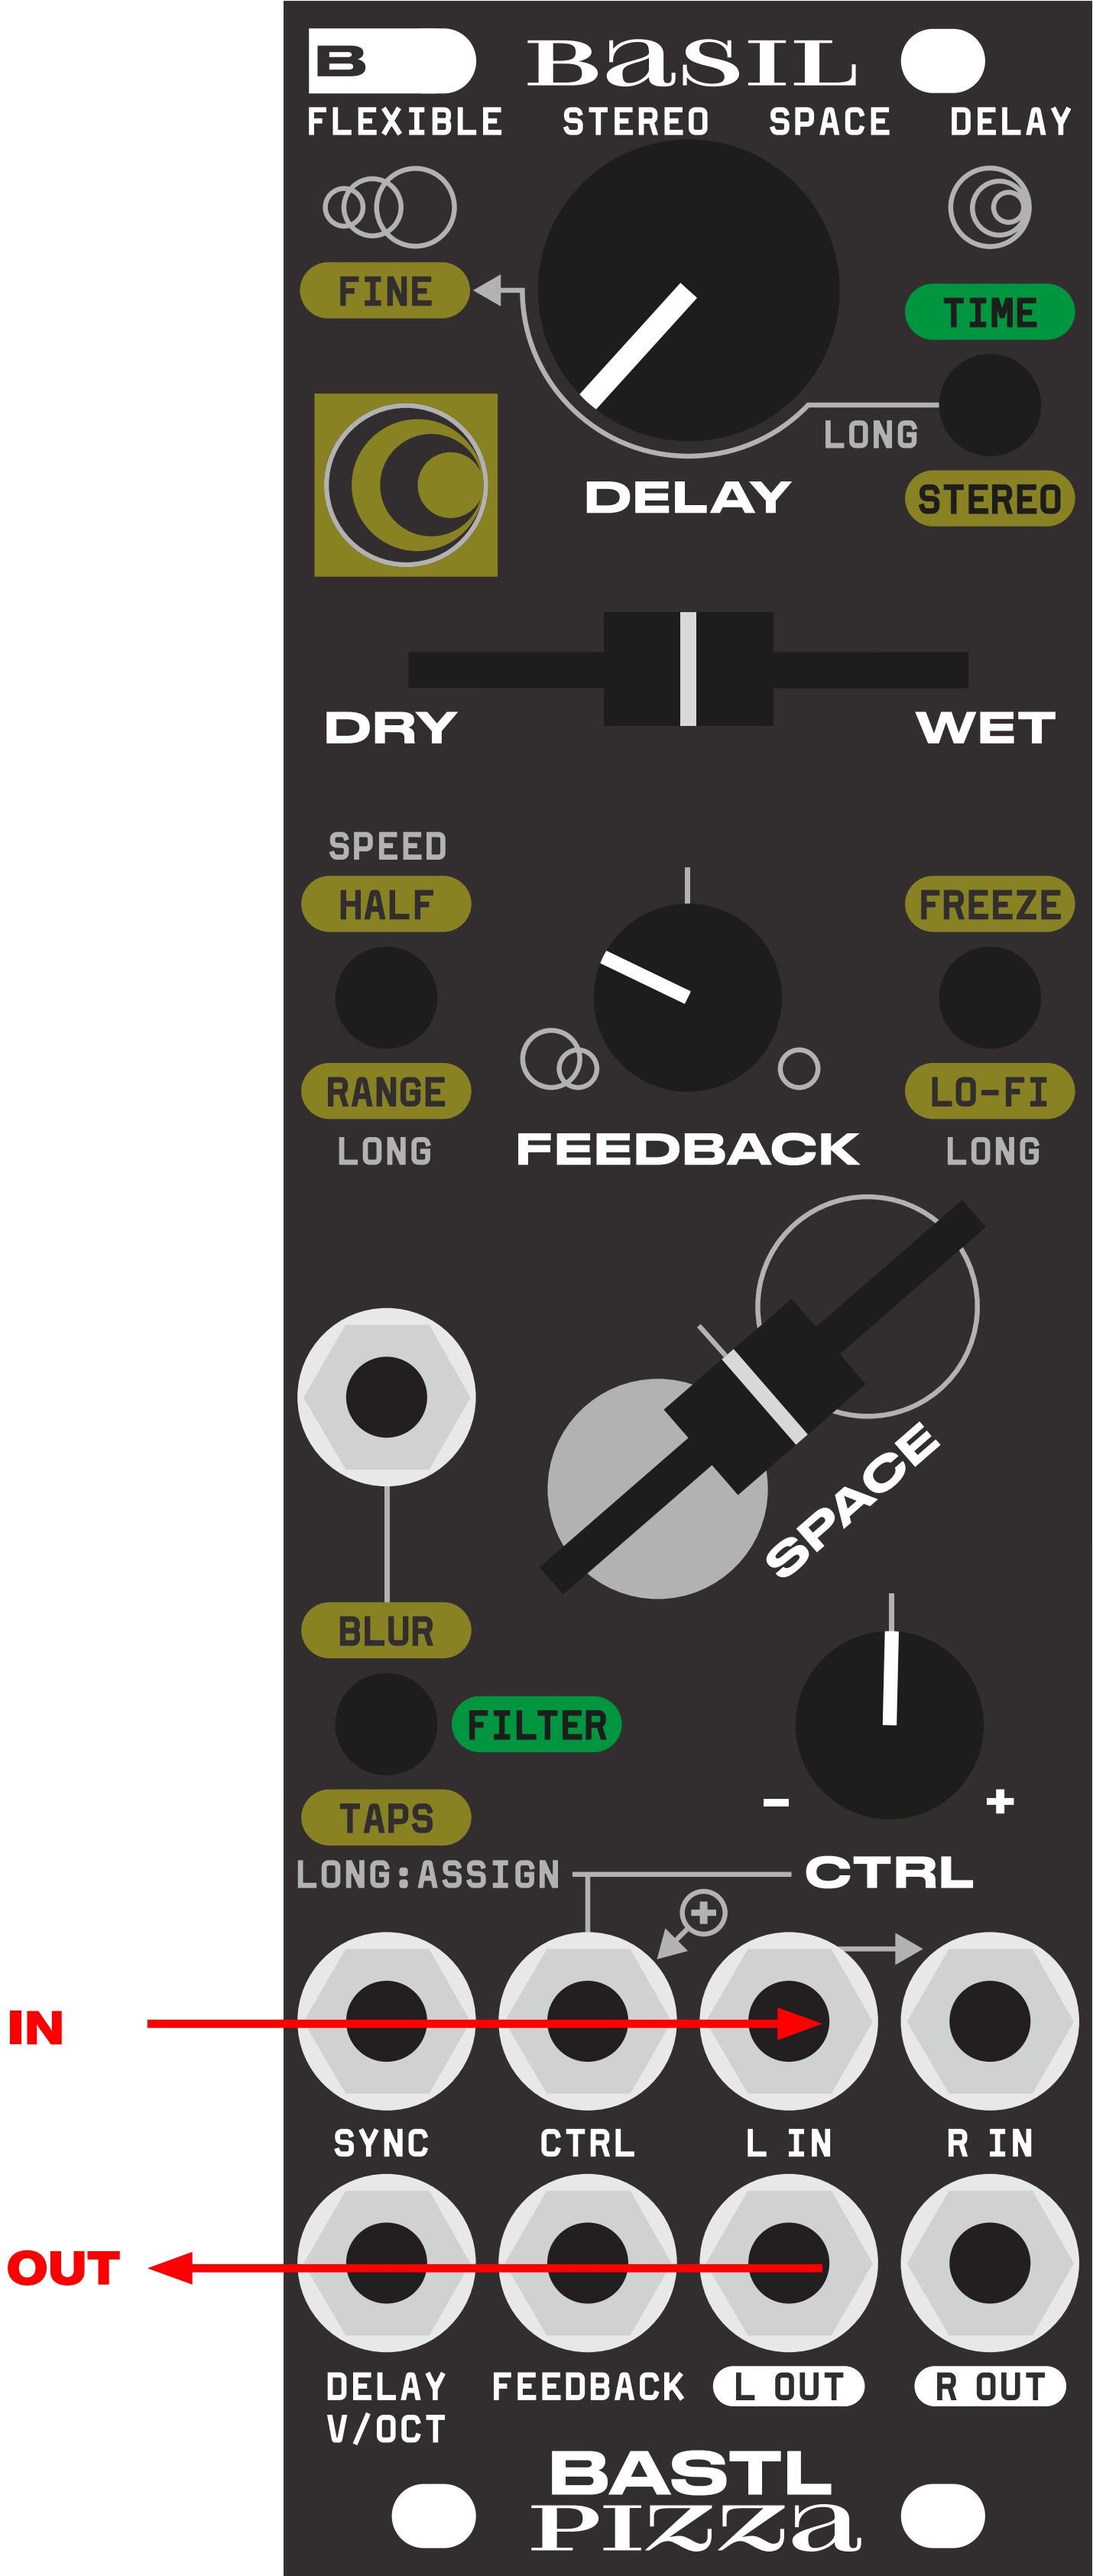 B BaSIL
FLEXIBLE STEREO SPACE DELAY
FINE
TIME
LONG
DELAY
STEREO
DRY WET
SPEED
HALF FREEZE
RANGE LO-FI
LONG FEEDBACK LONG
SPACE
BLUR
FILTER
TAPS
- +
LONG:ASSIGN CTRL
+
IN
SYNC CTRL L IN R IN
OUT
DELAY FEEDBACK L OUT R OUT
V/OCT
BASTL
PIZZa